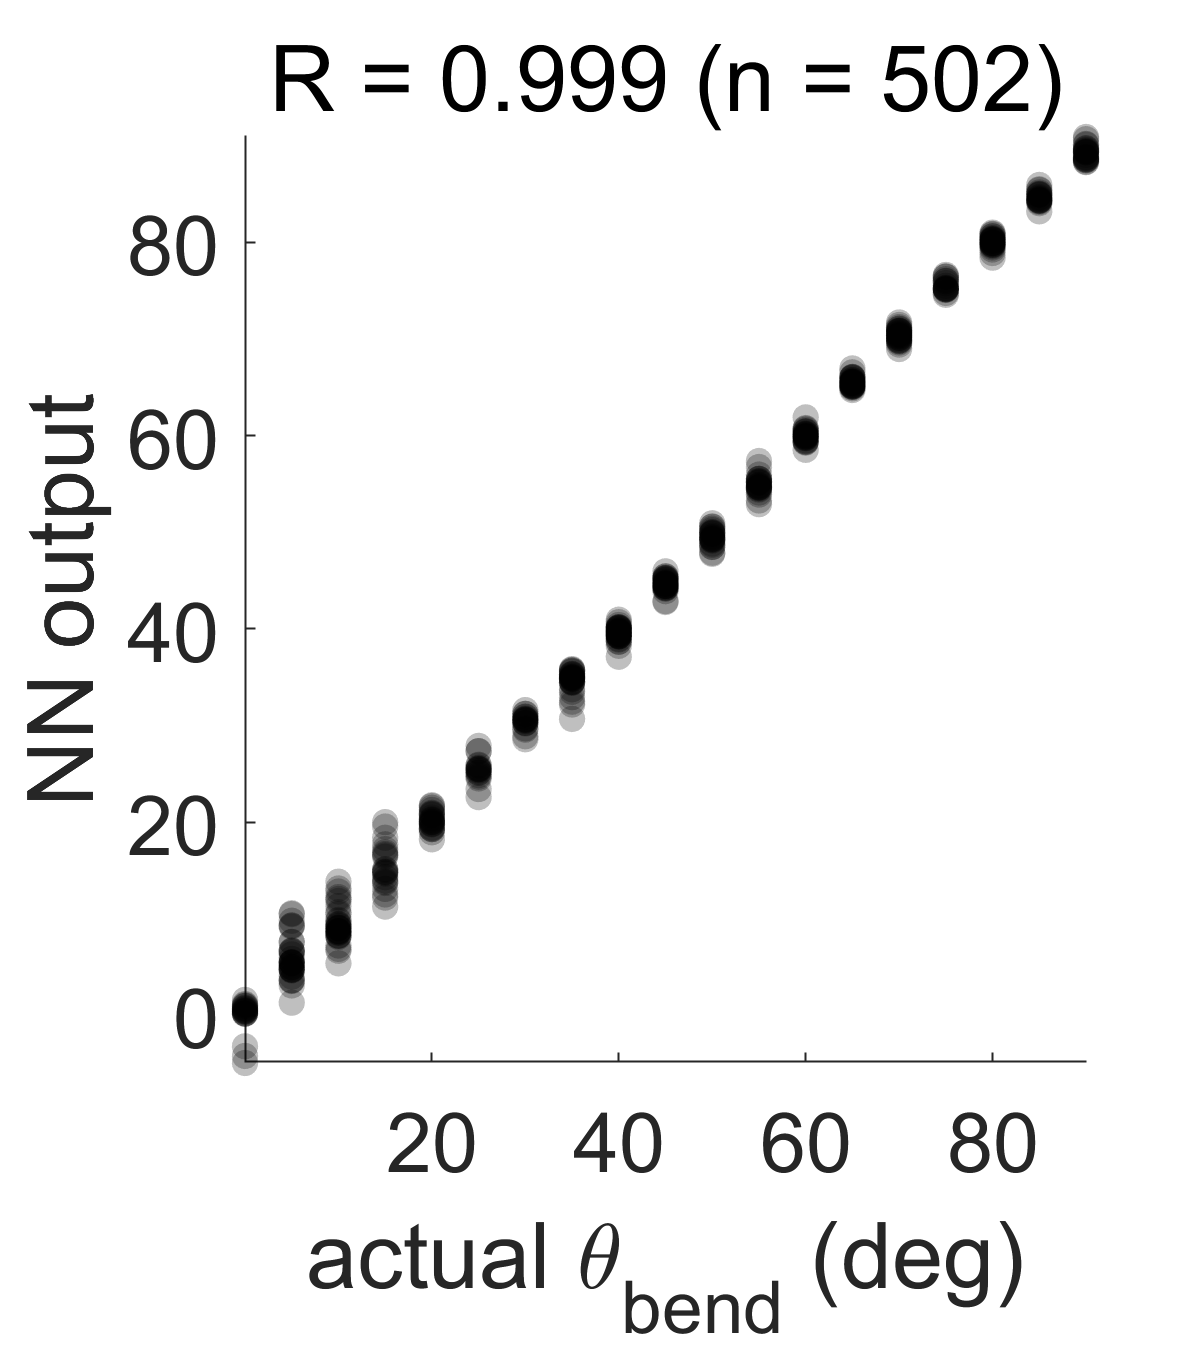 R = 0.999 (n = 502)
NN output
80
60
40
20
0
20 40 60 80
actual θbend (deg)